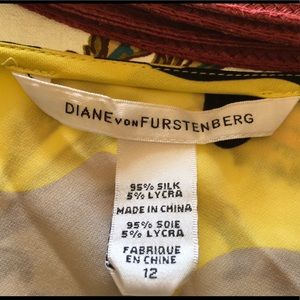 DIANE VON FURSTENBERG
95% SILK
5% LYCRA
MADE IN CHINA
95% SOIE
5% LYCRA
FABRIQUE
EN CHINE
12